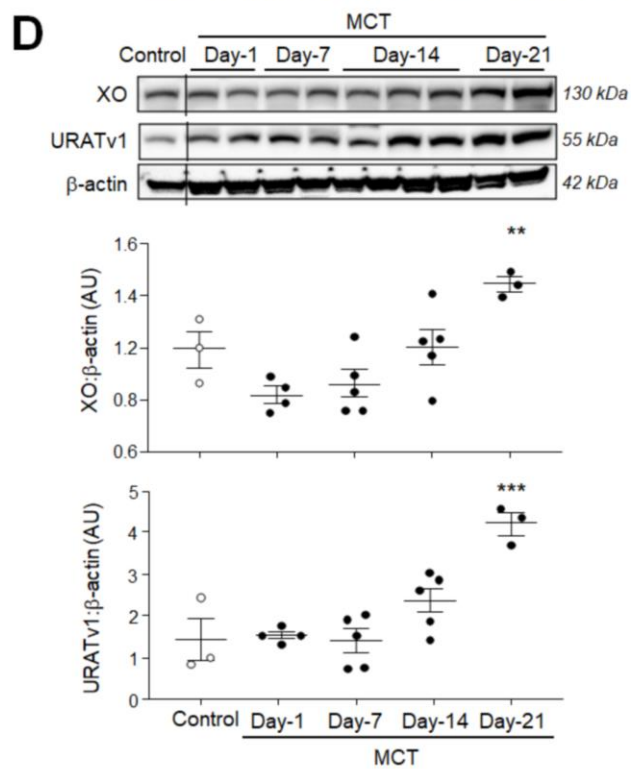 D
MCT
Control Day-1 Day-7 Day-14 Day-21
XO 130 kDa
URATv1 55 kDa
β-actin 42 kDa
**
1.6
1.4
1.2
0.8
0.6
XO:β-actin (AU)
***
5
4
3
2
1
0
URATv1:β-actin (AU)
Control Day-1 Day-7 Day-14 Day-21
MCT